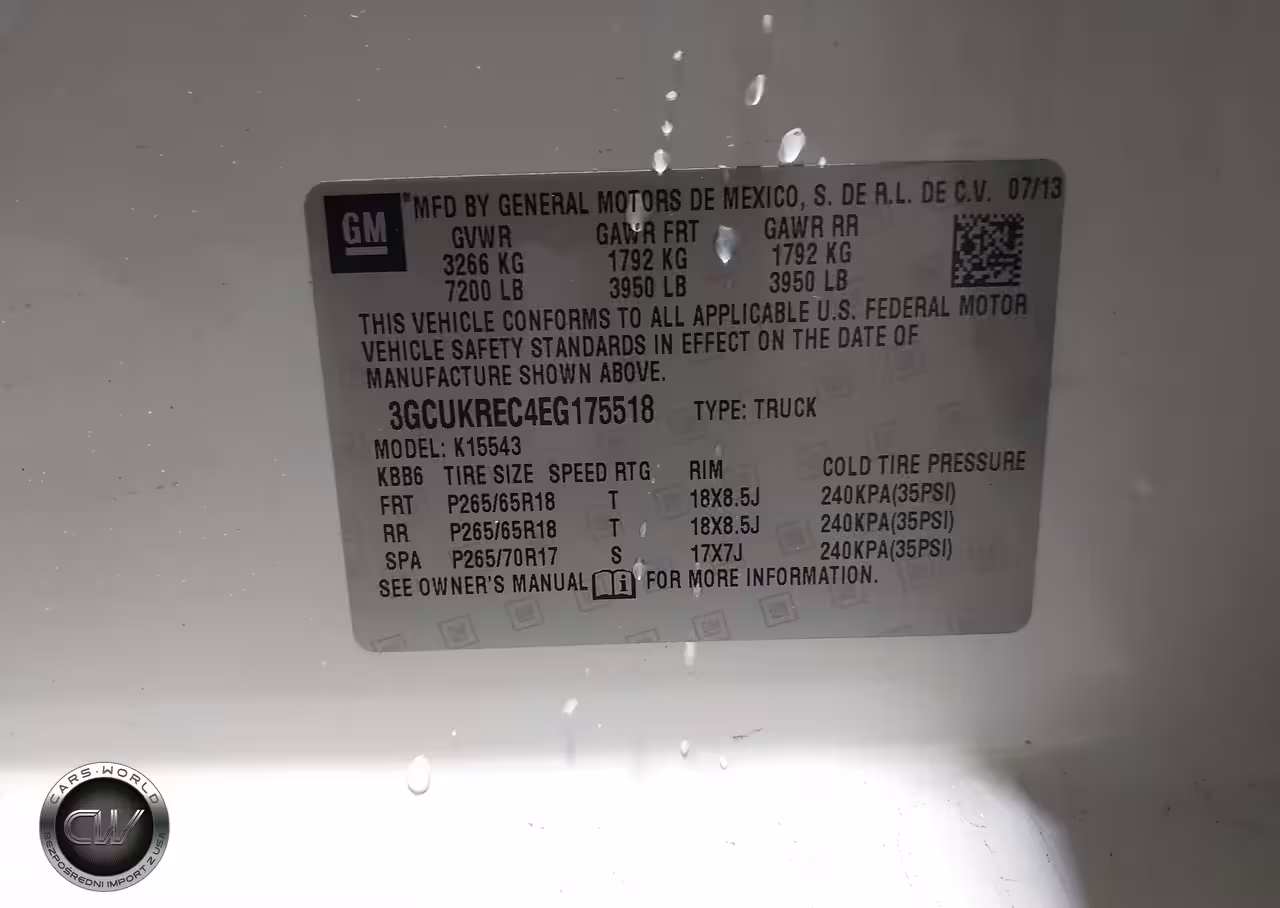 GM
MFD BY GENERAL MOTORS DE MEXICO, S. DE R.L. DE C.V. 07/13
GVWR GAWR FRT GAWR RR
3266 KG 1792 KG 1792 KG
7200 LB 3950 LB 3950 LB
THIS VEHICLE CONFORMS TO ALL APPLICABLE U.S. FEDERAL MOTOR
VEHICLE SAFETY STANDARDS IN EFFECT ON THE DATE OF
MANUFACTURE SHOWN ABOVE.
3GCUKREC4EG175518 TYPE: TRUCK
MODEL: K15543
KBB6 TIRE SIZE SPEED RTG RIM COLD TIRE PRESSURE
FRT P265/65R18 T 18X8.5J 240KPA(35PSI)
RR P265/65R18 T 18X8.5J 240KPA(35PSI)
SPA P265/70R17 S 17X7J 240KPA(35PSI)
SEE OWNER'S MANUAL FOR MORE INFORMATION.
CARS-WORLD
CW
BEZPOŚREDNI IMPORT Z USA